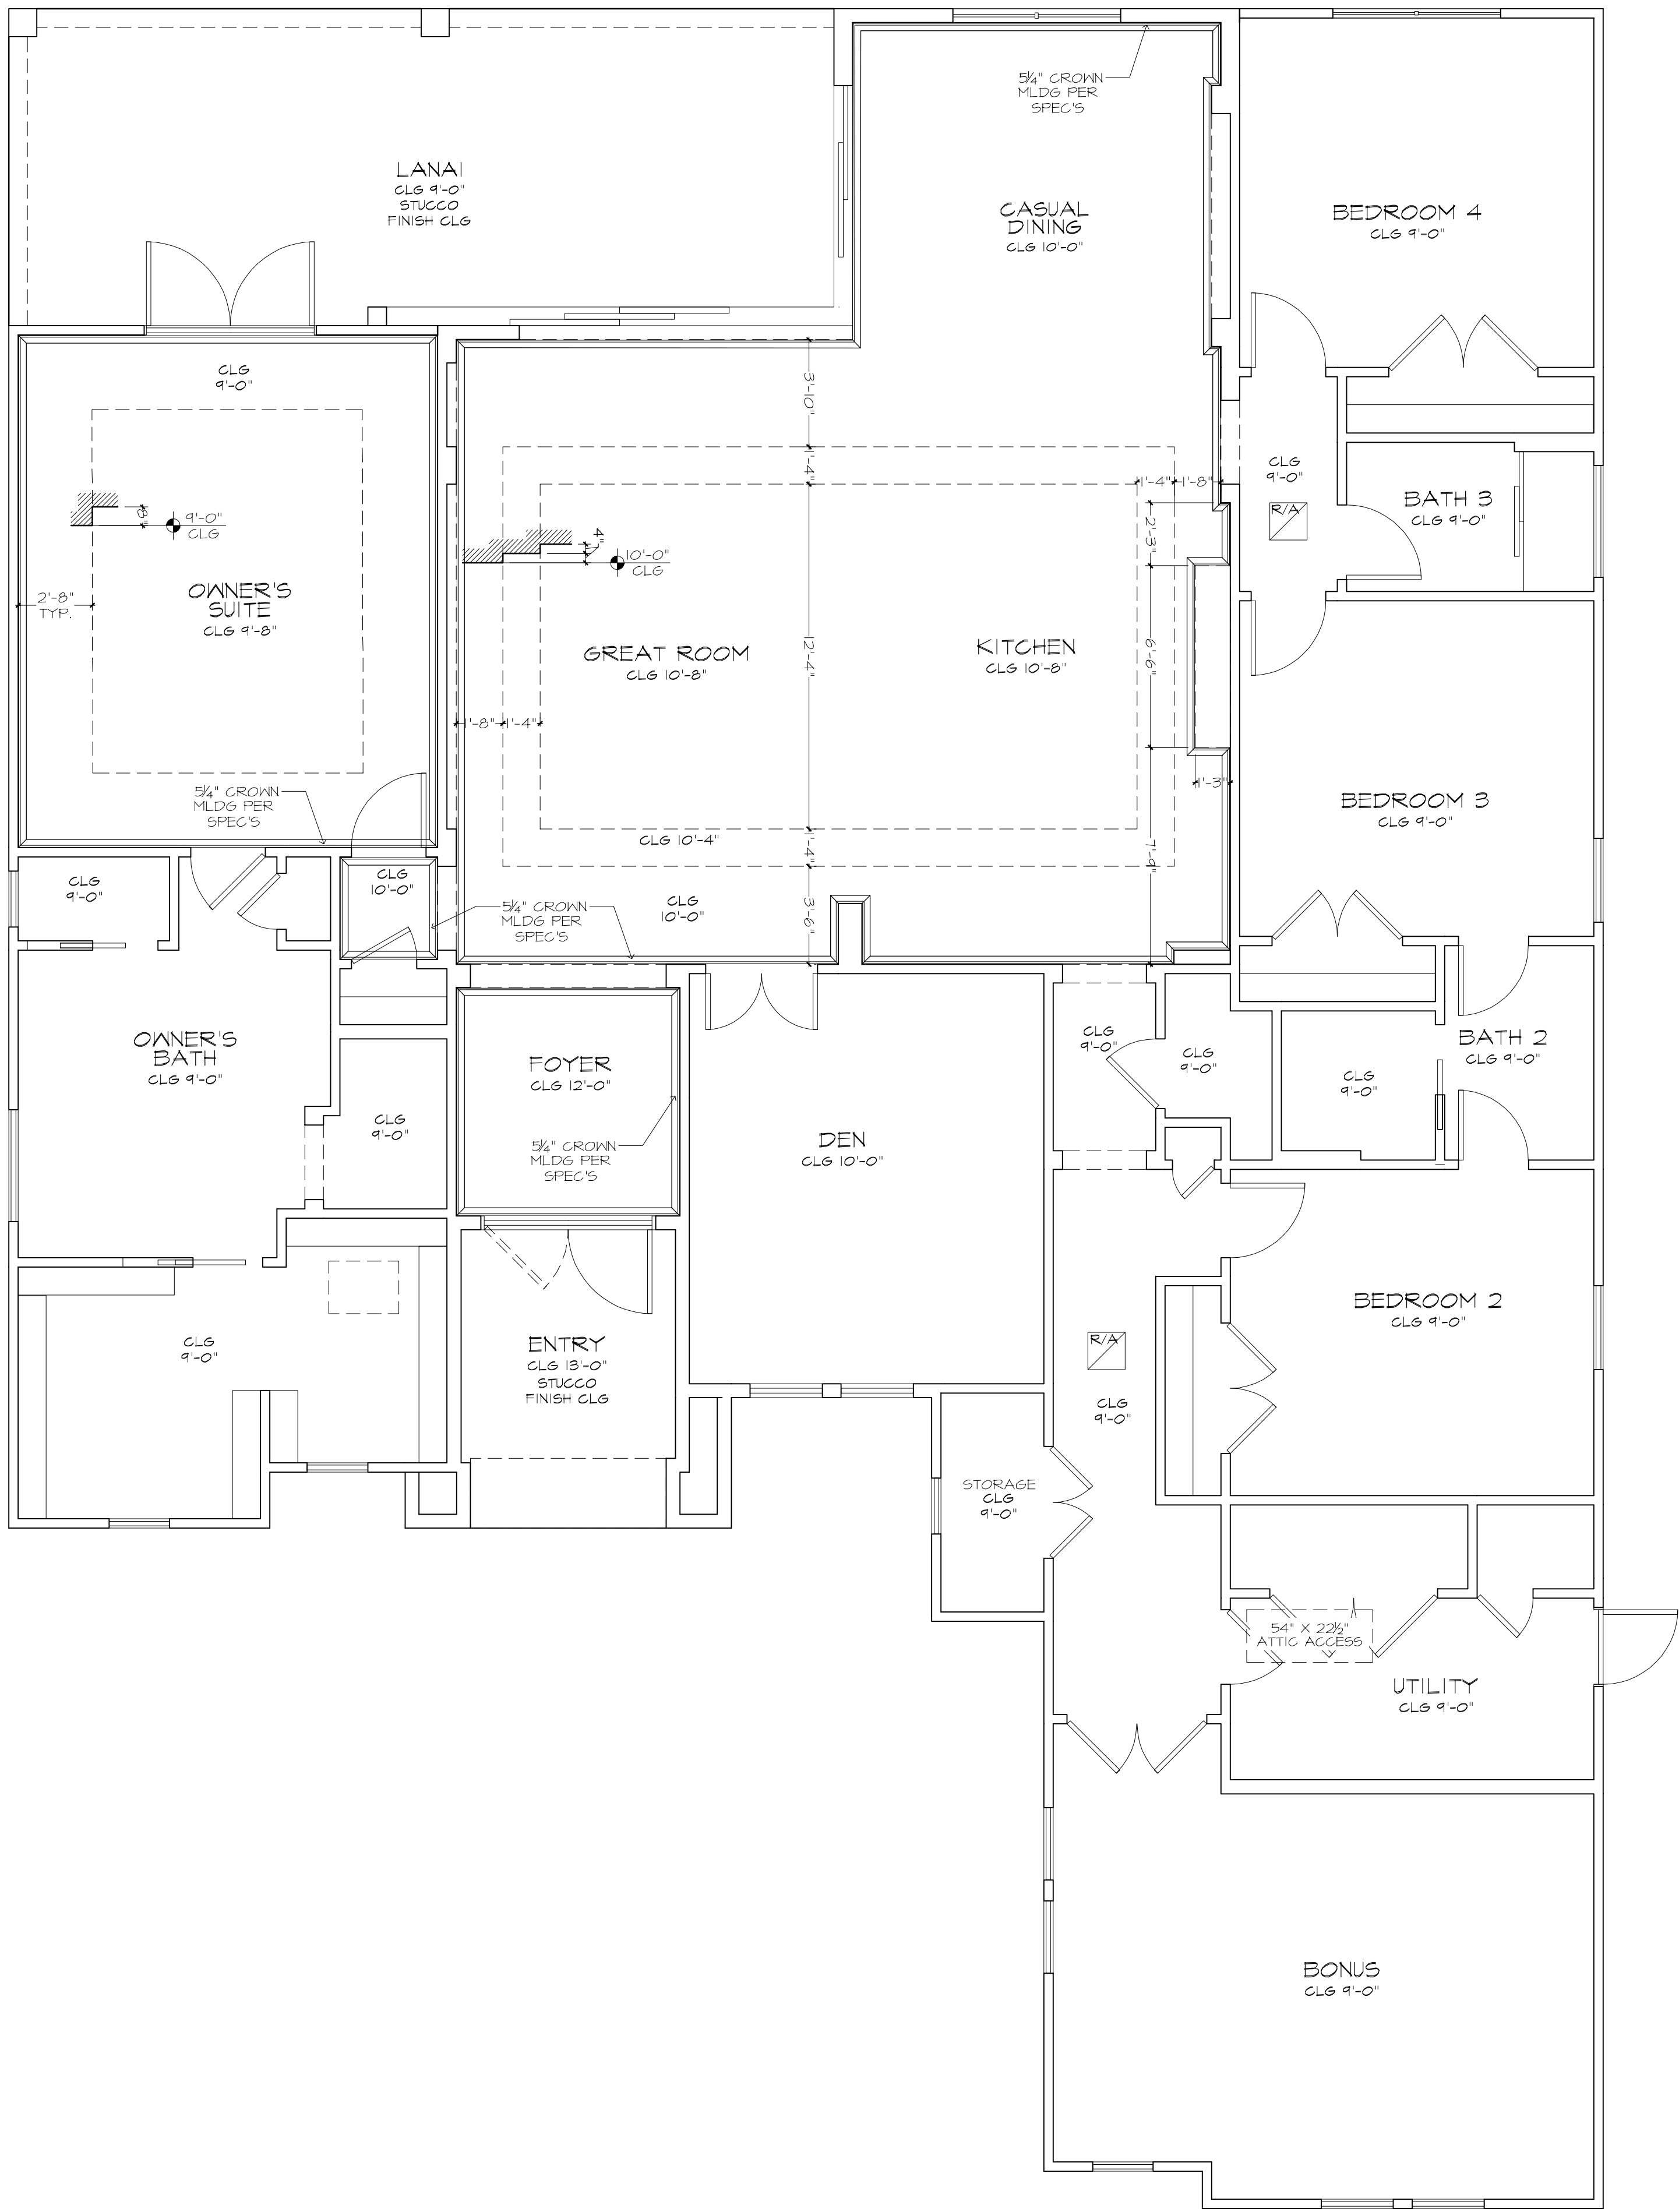 5¼" CROWN
MLDG PER
SPEC'S
LANAI
CLG 9'-0"
STUCCO
FINISH CLG
CASUAL
DINING
CLG 10'-0"
BEDROOM 4
CLG 9'-0"
CLG
9'-0"
3'-10"
1'-4"
1'-4"
1'-8"
CLG
9'-0"
R/A
BATH 3
CLG 9'-0"
8"
9'-0"
CLG
4"
10'-0"
CLG
2'-3"
2'-8"
TYP.
OWNER'S
SUITE
CLG 9'-8"
GREAT ROOM
CLG 10'-8"
12'-4"
KITCHEN
CLG 10'-8"
6'-6"
1'-8"
1'-4"
1'-3"
5¼" CROWN
MLDG PER
SPEC'S
BEDROOM 3
CLG 9'-0"
CLG 10'-4"
1'-4"
7'-9"
CLG
9'-0"
CLG
10'-0"
5¼" CROWN
MLDG PER
SPEC'S
CLG
10'-0"
3'-6"
OWNER'S
BATH
CLG 9'-0"
FOYER
CLG 12'-0"
CLG
9'-0"
CLG
9'-0"
CLG
9'-0"
BATH 2
CLG 9'-0"
CLG
9'-0"
5¼" CROWN
MLDG PER
SPEC'S
DEN
CLG 10'-0"
CLG
9'-0"
ENTRY
CLG 13'-0"
STUCCO
FINISH CLG
R/A
CLG
9'-0"
BEDROOM 2
CLG 9'-0"
STORAGE
CLG
9'-0"
54" X 22½"
ATTIC ACCESS
UTILITY
CLG 9'-0"
BONUS
CLG 9'-0"